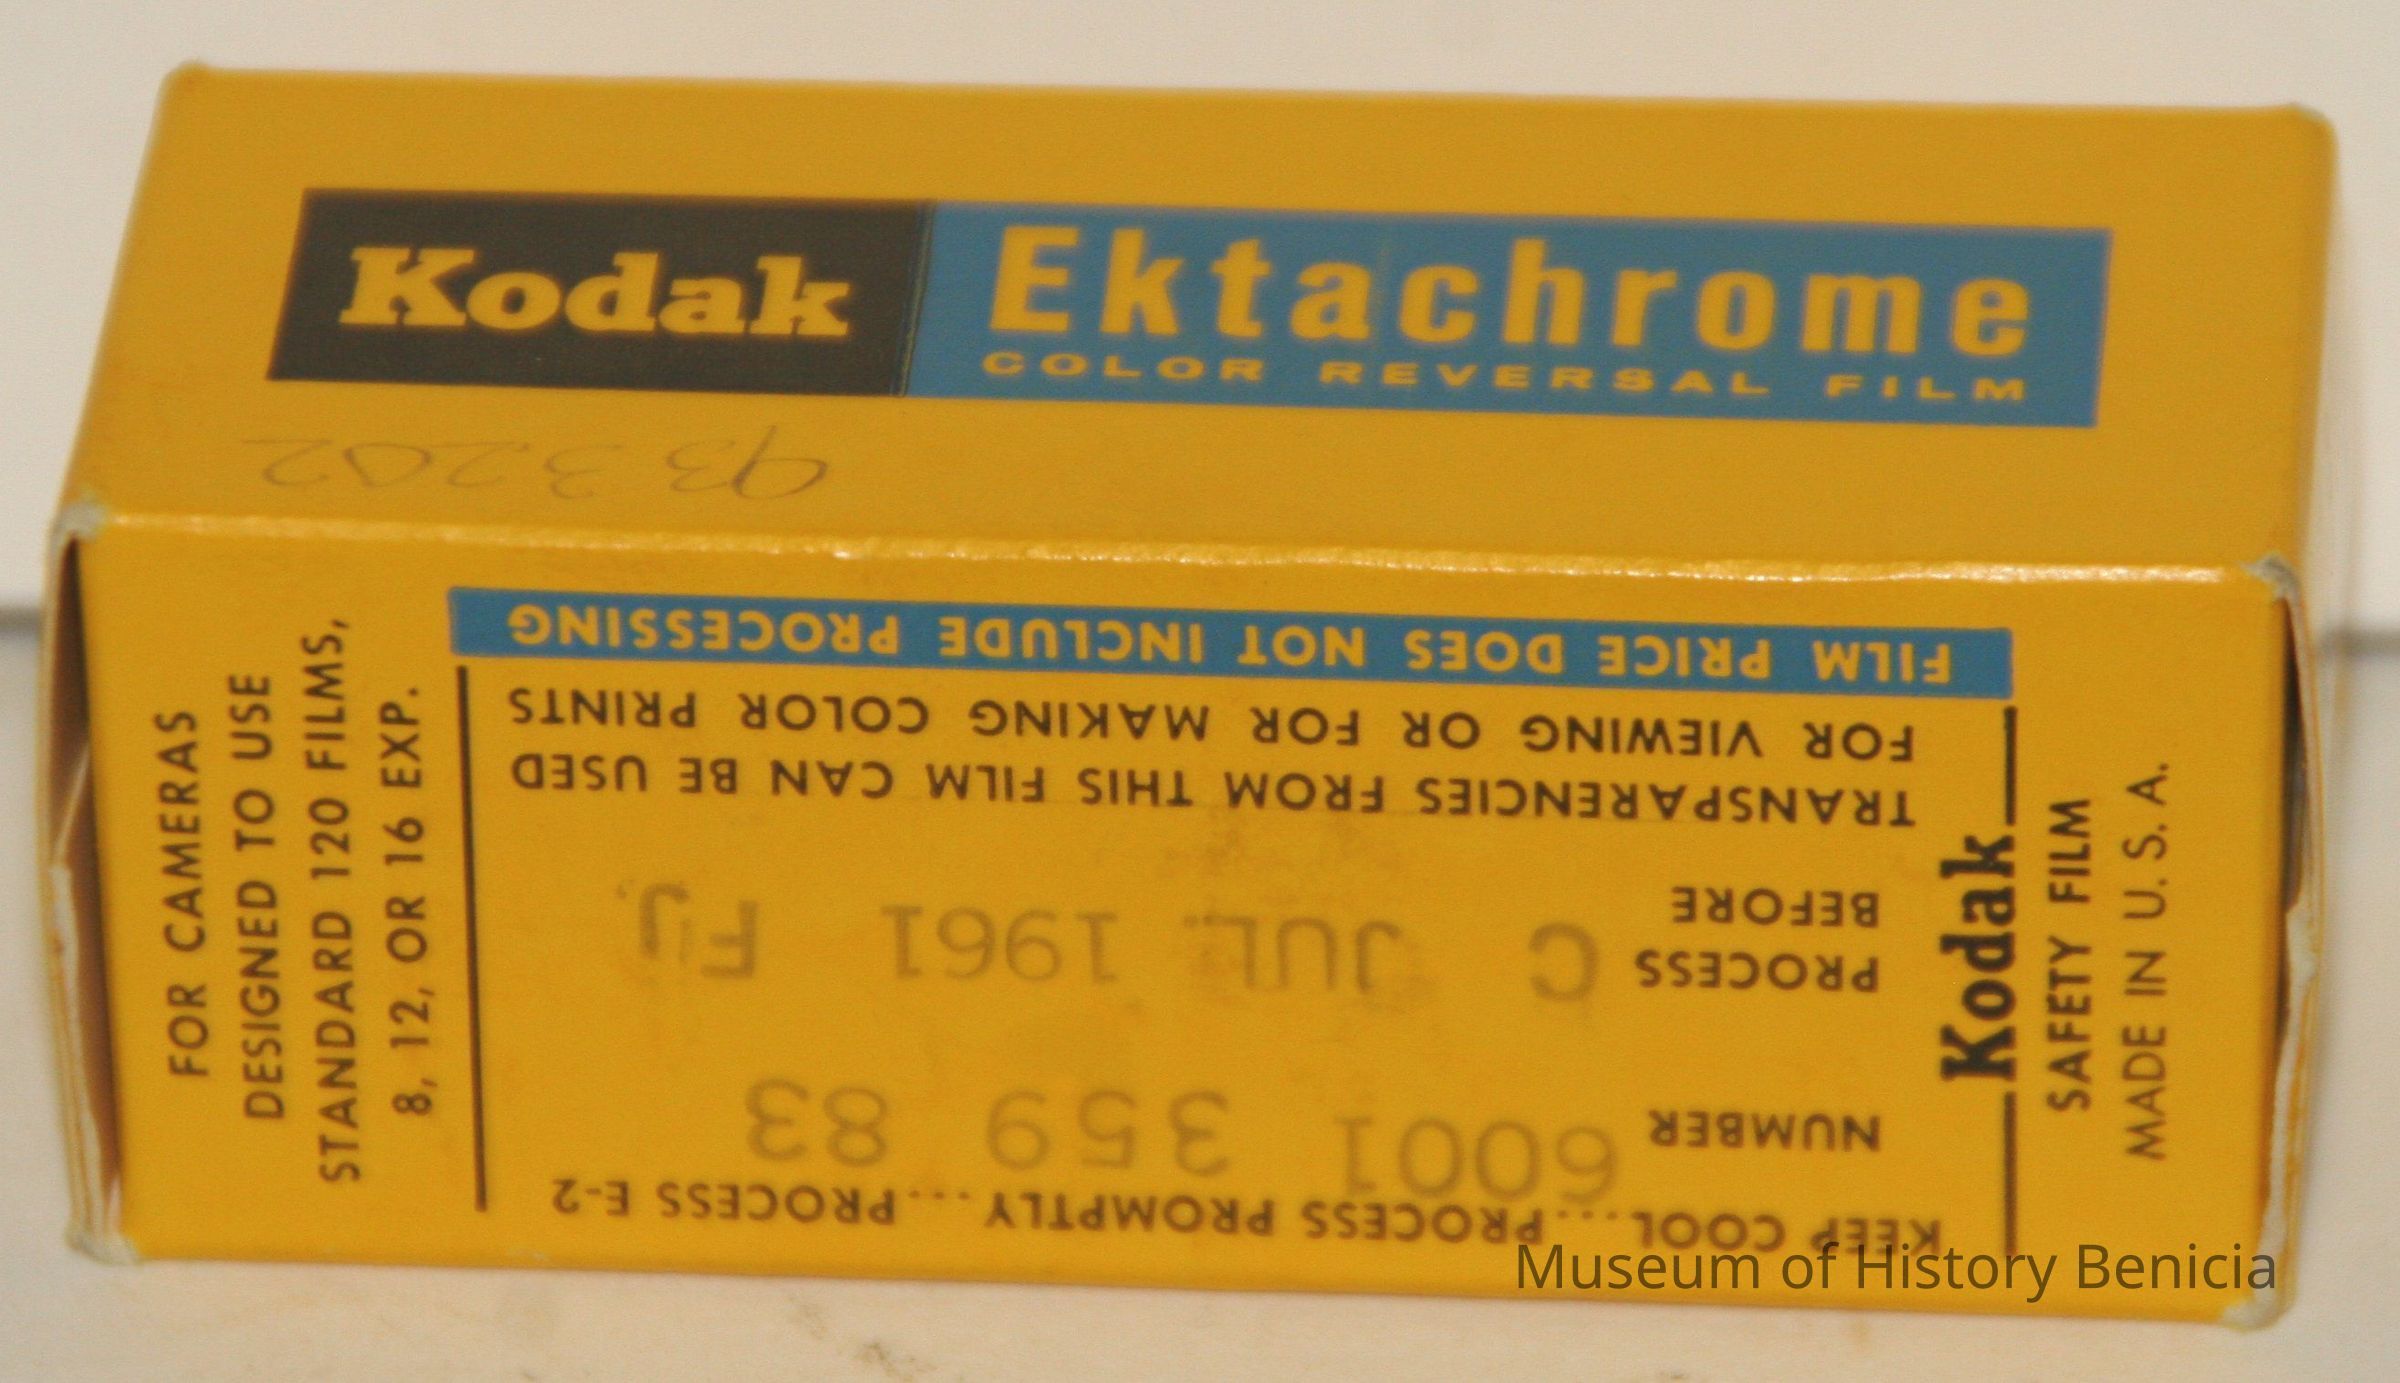 Kodak
Ektachrome
COLOR REVERSAL FILM
93 3202
FILM PRICE DOES NOT INCLUDE PROCESSING
FOR VIEWING OR FOR MAKING COLOR PRINTS
TRANSPARENCIES FROM THIS FILM CAN BE USED
PROCESS BEFORE C JUL. 1961
NUMBER 6001 359 83
KEEP COOL...PROCESS PROMPTLY...PROCESS E-2
FOR CAMERAS
DESIGNED TO USE
STANDARD 120 FILMS,
8, 12, OR 16 EXP.
Kodak
SAFETY FILM
MADE IN U.S.A.
Museum of History Benicia